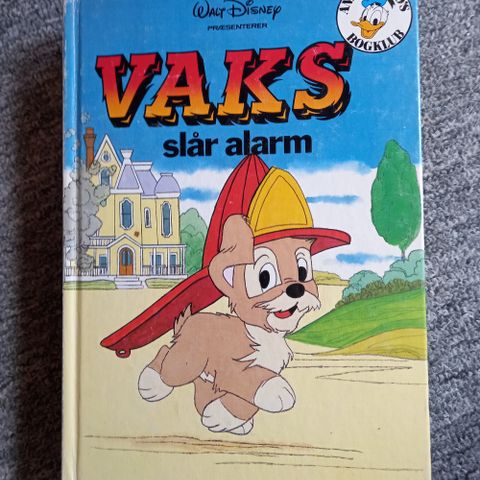 WALT DISNEY
PRÆSENTERER
VAKS
slår alarm
BOGKLUB